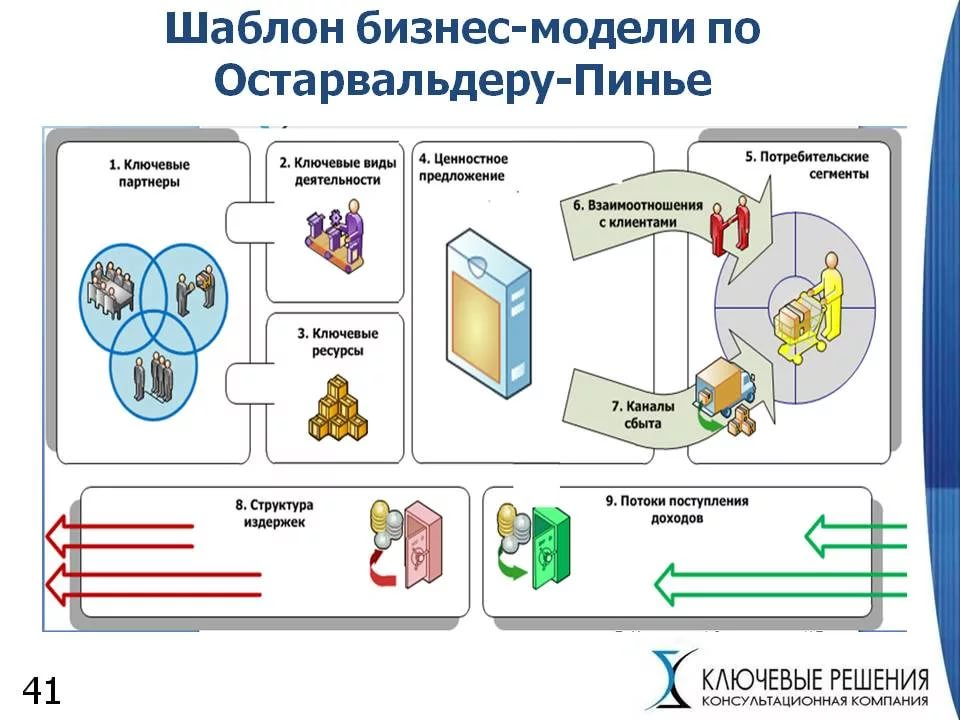 Шаблон бизнес-модели по
Остарвальдеру-Пинье
1. Ключевые
партнеры
2. Ключевые виды
деятельности
3. Ключевые
ресурсы
4. Ценностное
предложение
6. Взаимоотношения
с клиентами
7. Каналы
сбыта
5. Потребительские
сегменты
8. Структура
издержек
9. Потоки поступления
доходов
41
КЛЮЧЕВЫЕ РЕШЕНИЯ
КОНСУЛЬТАЦИОННАЯ КОМПАНИЯ